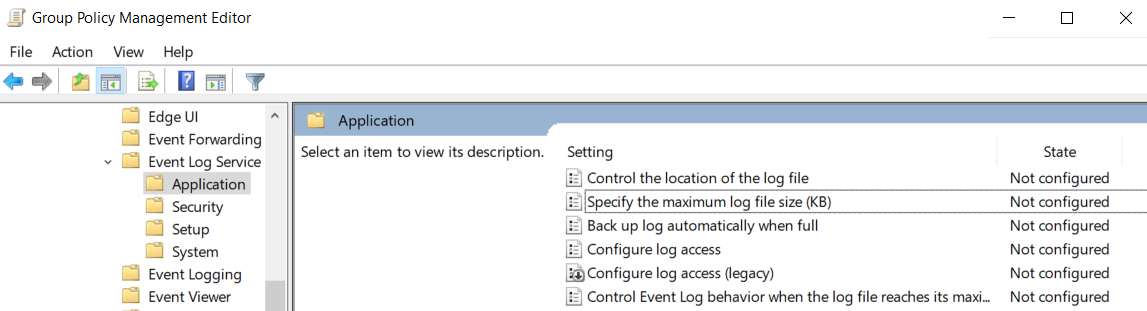 Group Policy Management Editor
File Action View Help
Edge UI
Event Forwarding
Event Log Service
Application
Security
Setup
System
Event Logging
Event Viewer
Application
Select an item to view its description.
Setting State
Control the location of the log file Not configured
Specify the maximum log file size (KB) Not configured
Back up log automatically when full Not configured
Configure log access Not configured
Configure log access (legacy) Not configured
Control Event Log behavior when the log file reaches its maxi... Not configured